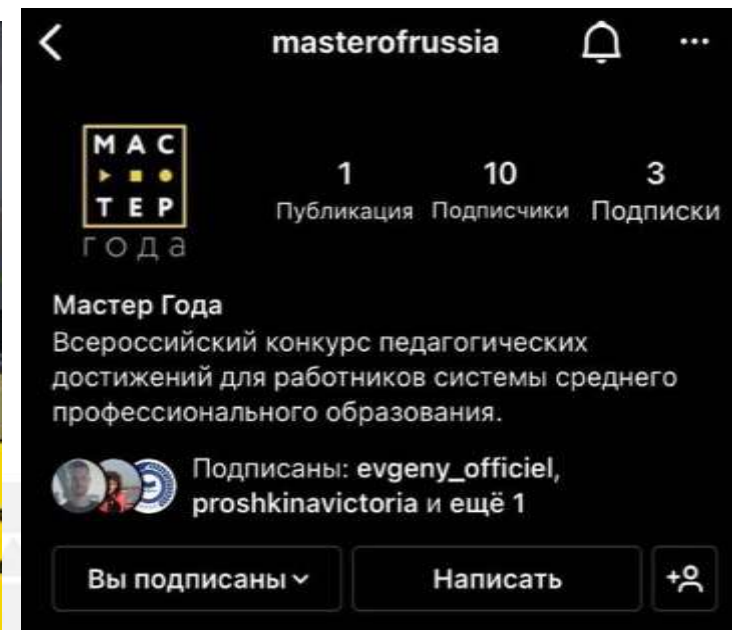 masterofrussia
МАС
ТЕР
года
1 10 3
Публикация Подписчики Подписки
Мастер Года
Всероссийский конкурс педагогических
достижений для работников системы среднего
профессионального образования.
Подписаны: evgeny_officiel,
proshkinavictoria и ещё 1
Вы подписаны Написать